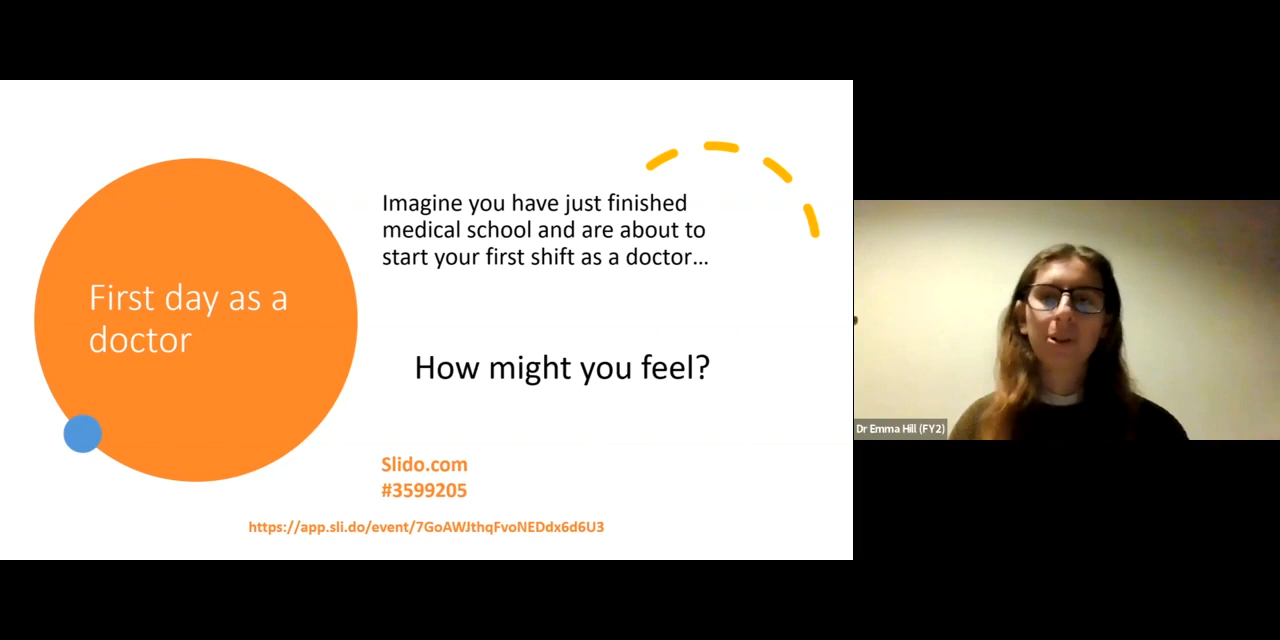 First day as a
doctor
Imagine you have just finished
medical school and are about to
start your first shift as a doctor…
How might you feel?
Slido.com
#3599205
https://app.sli.do/event/7GoAWJthqFvoNEDdx6d6U3
Dr Emma Hill (FY2)